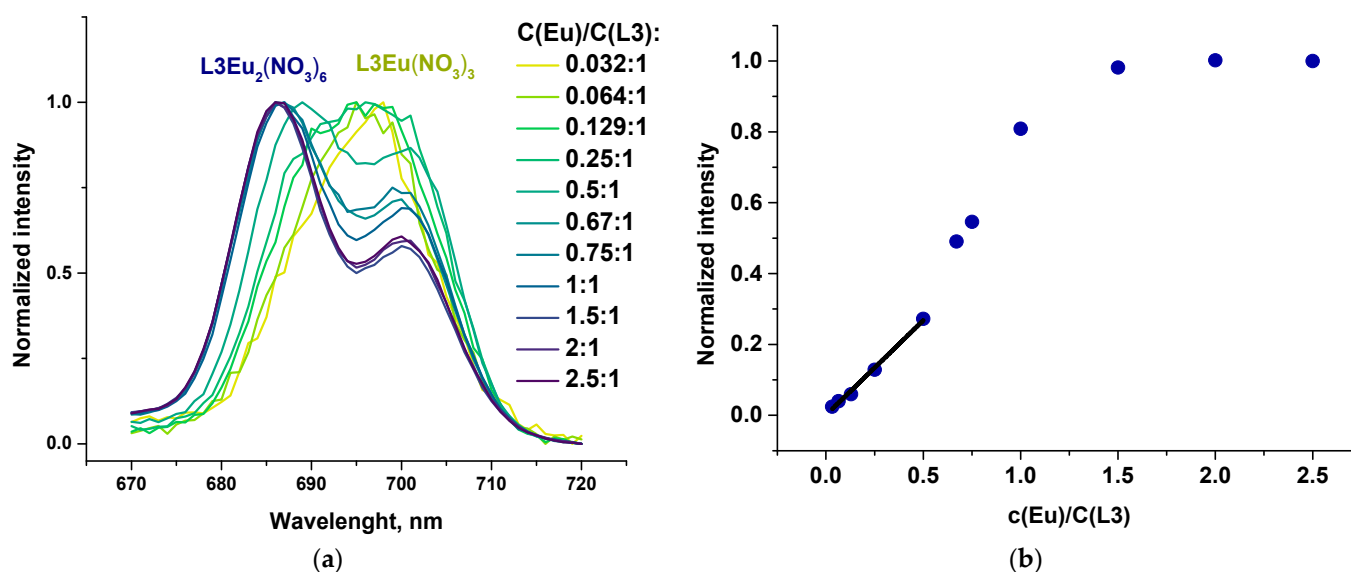 L3Eu2(NO3)6
L3Eu(NO3)3
C(Eu)/C(L3):
0.032:1
0.064:1
0.129:1
0.25:1
0.5:1
0.67:1
0.75:1
1:1
1.5:1
2:1
2.5:1
1.0
0.5
0.0
Normalized intensity
670 680 690 700 710 720
Wavelenght, nm
(a)
1.0
0.8
0.6
0.4
0.2
0.0
Normalized intensity
0.0 0.5 1.0 1.5 2.0 2.5
c(Eu)/C(L3)
(b)